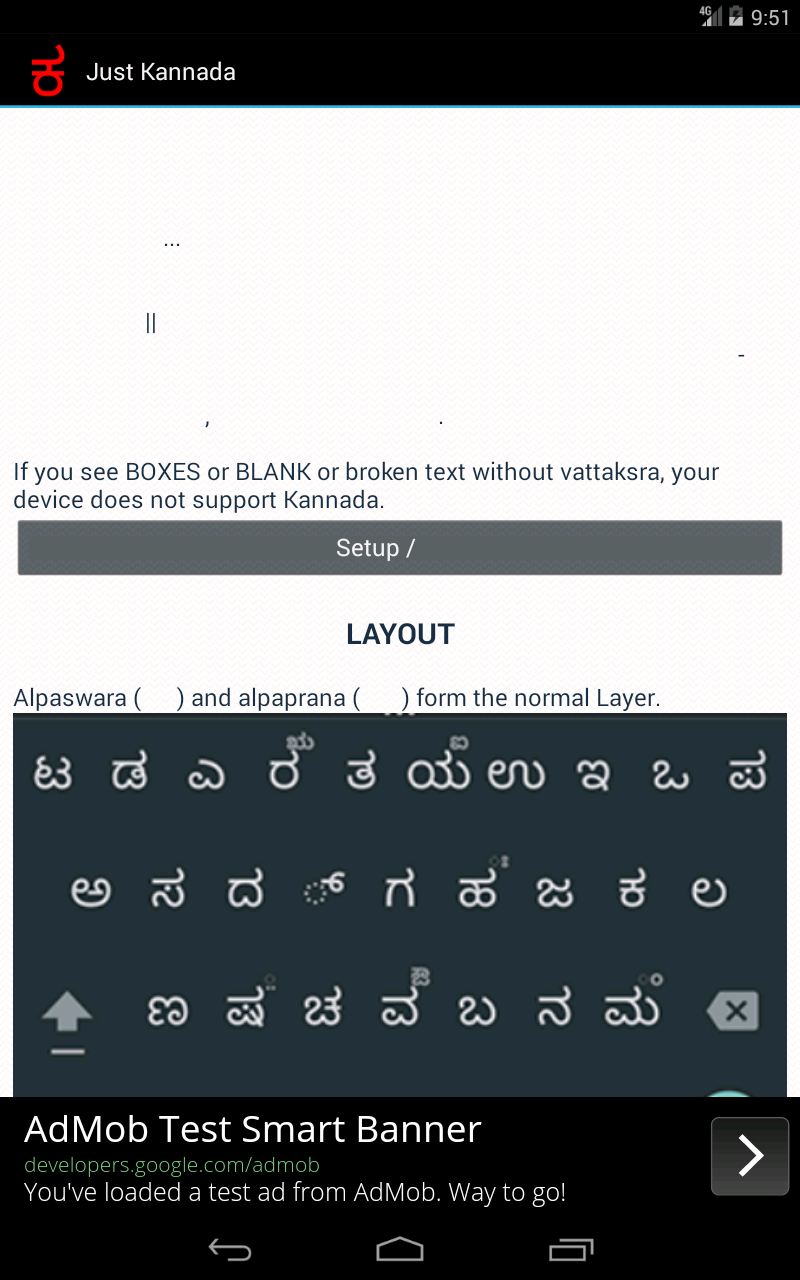 4G 9:51
ಕ Just Kannada
...
||
-
, .
If you see BOXES or BLANK or broken text without vattaksra, your
device does not support Kannada.
Setup /
LAYOUT
Alpaswara ( ) and alpaprana ( ) form the normal Layer.
ಋ ಐ
ಟ ಡ ಎ ರ ತ ಯ ಉ ಇ ಒ ಪ
ಃ
ಅ ಸ ದ ್ ಗ ಹ ಜ ಕ ಲ
ಔ ಂ
ಣ ಷ ಚ ವ ಬ ನ ಮ
AdMob Test Smart Banner
developers.google.com/admob
You've loaded a test ad from AdMob. Way to go!